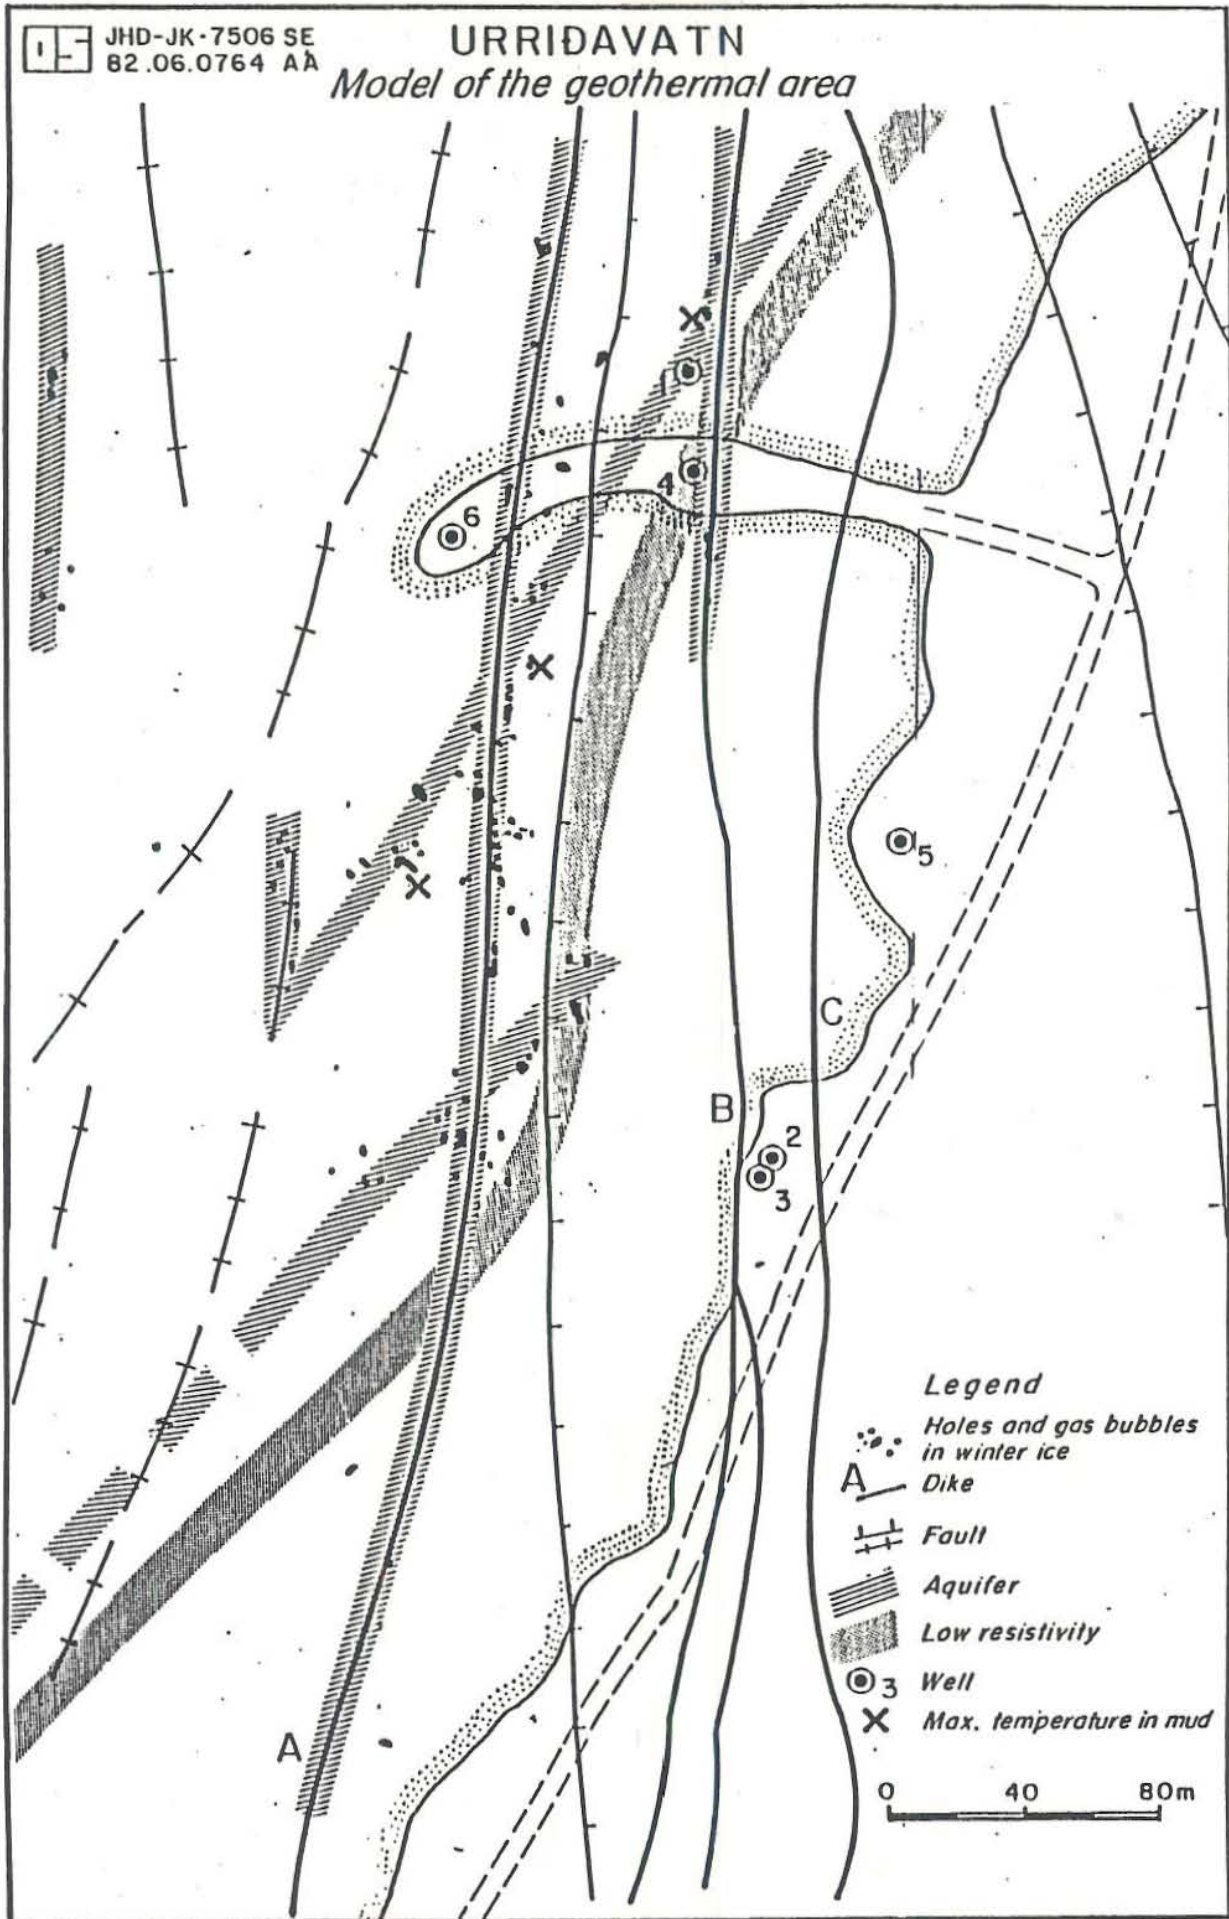 JHD-JK-7506 SE
82.06.0764 AA
URRIÐAVATN
Model of the geothermal area
1
4
6
5
C
B
2
3
A
Legend
Holes and gas bubbles
in winter ice
A Dike
Fault
Aquifer
Low resistivity
3 Well
Max. temperature in mud
0 40 80m